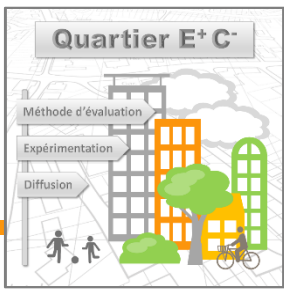 Quartier E⁺ C⁻
Méthode d'évaluation
Expérimentation
Diffusion